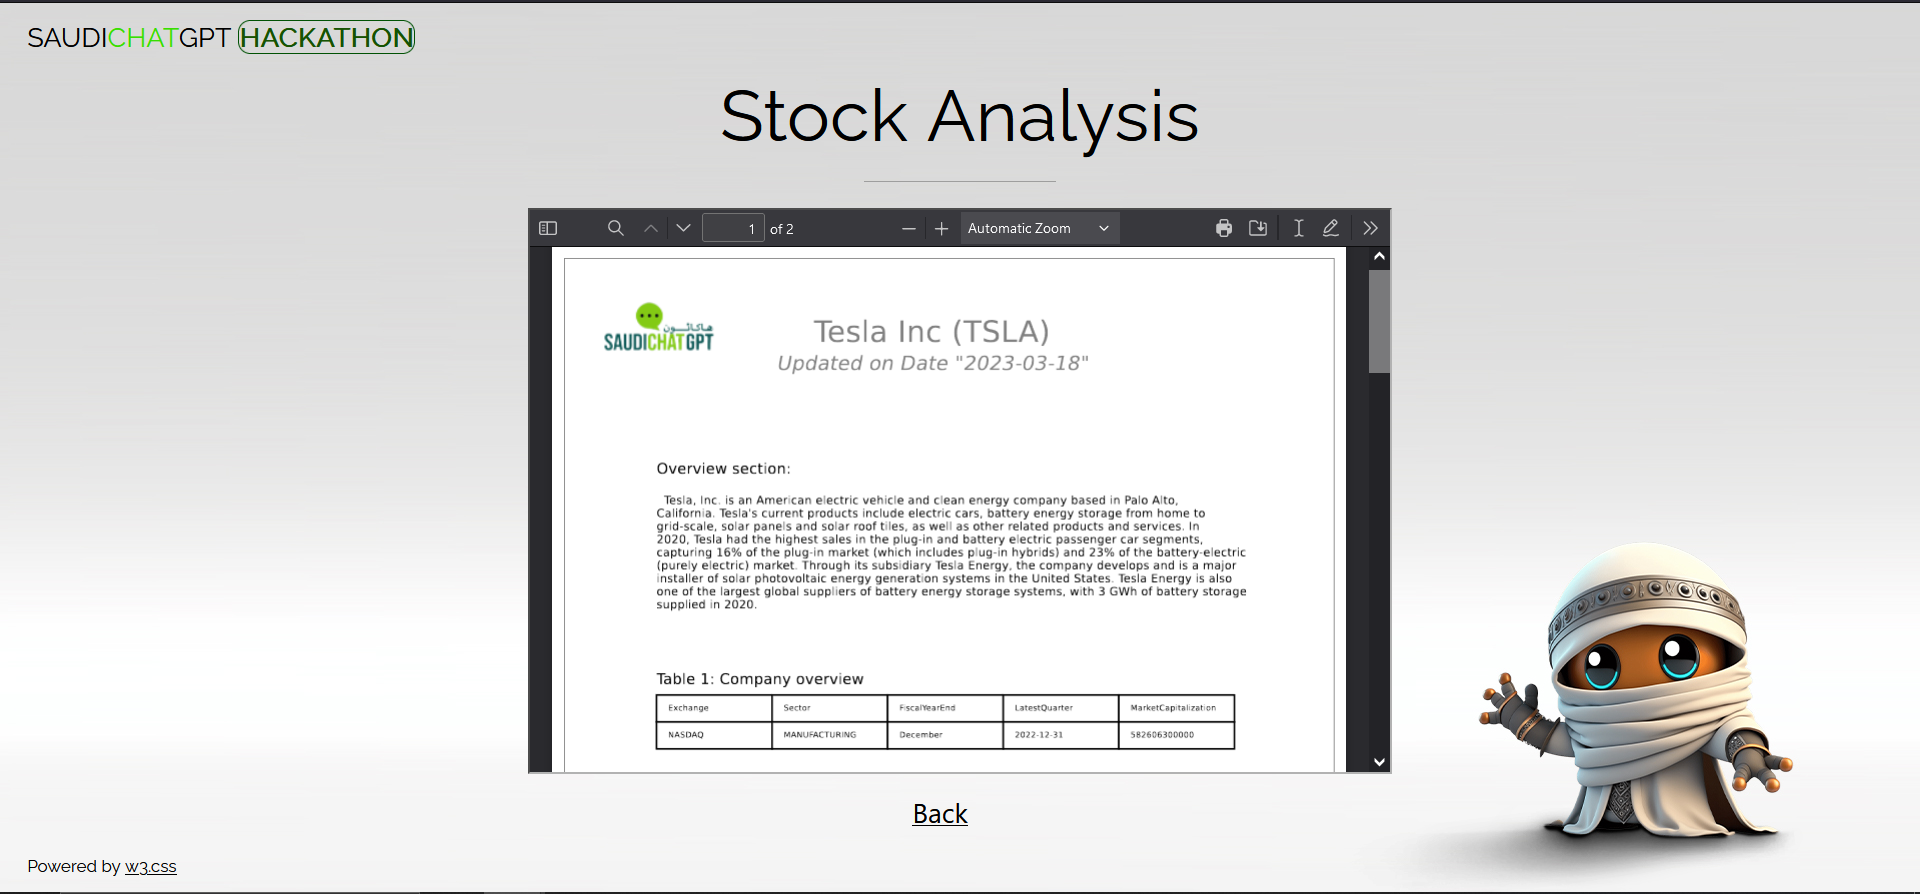 SAUDICHATGPT HACKATHON
Stock Analysis
1 of 2
Automatic Zoom
هاكاثون
SAUDICHATGPT
Tesla Inc (TSLA)
Updated on Date "2023-03-18"
Overview section:
Tesla, Inc. is an American electric vehicle and clean energy company based in Palo Alto,
California. Tesla's current products include electric cars, battery energy storage from home to
grid-scale, solar panels and solar roof tiles, as well as other related products and services. In
2020, Tesla had the highest sales in the plug-in and battery electric passenger car segments,
capturing 16% of the plug-in market (which includes plug-in hybrids) and 23% of the battery-electric
(purely electric) market. Through its subsidiary Tesla Energy, the company develops and is a major
installer of solar photovoltaic energy generation systems in the United States. Tesla Energy is also
one of the largest global suppliers of battery energy storage systems, with 3 GWh of battery storage
supplied in 2020.
Table 1: Company overview
Exchange Sector FiscalYearEnd LatestQuarter MarketCapitalization
NASDAQ MANUFACTURING December 2022-12-31 582606300000
Back
Powered by w3.css